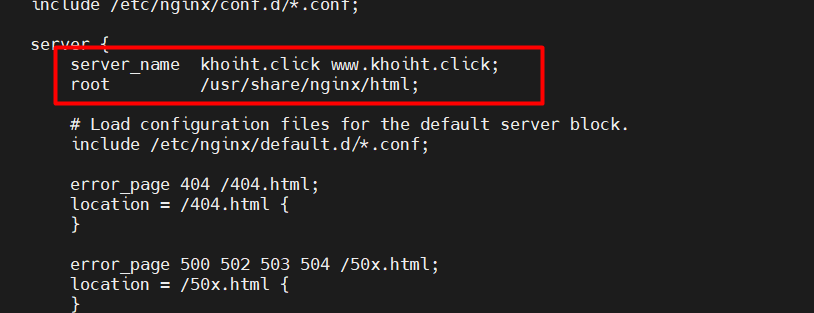 include /etc/nginx/conf.d/*.conf;
server {
server_name khoiht.click www.khoiht.click;
root /usr/share/nginx/html;
# Load configuration files for the default server block.
include /etc/nginx/default.d/*.conf;
error_page 404 /404.html;
location = /404.html {
}
error_page 500 502 503 504 /50x.html;
location = /50x.html {
}